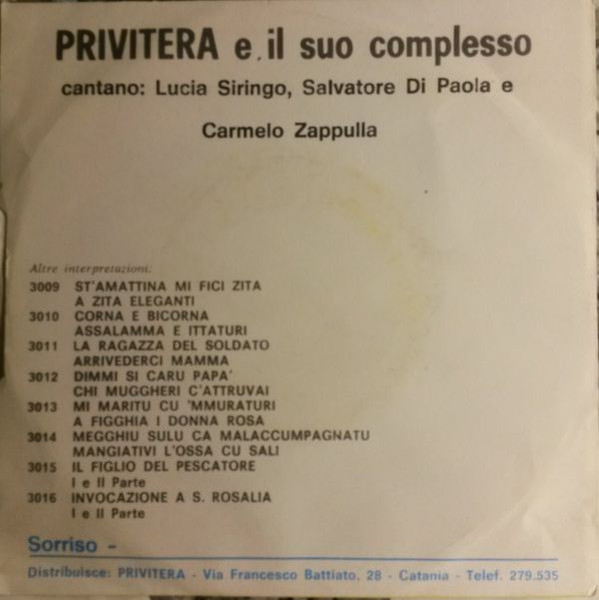 PRIVITERA e il suo complesso
cantano: Lucia Siringo, Salvatore Di Paola e
Carmelo Zappulla
Altre interpretazioni:
3009 ST'AMATTINA MI FICI ZITA
A ZITA ELEGANTI
3010 CORNA E BICORNA
ASSALAMMA E ITTATURI
3011 LA RAGAZZA DEL SOLDATO
ARRIVEDERCI MAMMA
3012 DIMMI SI CARU PAPA'
CHI MUGGHERI C'ATTRUVAI
3013 MI MARITU CU 'MMURATURI
A FIGGHIA I DONNA ROSA
3014 MEGGHIU SULU CA MALACCUMPAGNATU
MANGIATIVI L'OSSA CU SALI
3015 IL FIGLIO DEL PESCATORE
I e II Parte
3016 INVOCAZIONE A S. ROSALIA
I e II Parte
Sorriso -
Distribuisce: PRIVITERA - Via Francesco Battiato, 28 - Catania - Telef. 279.535